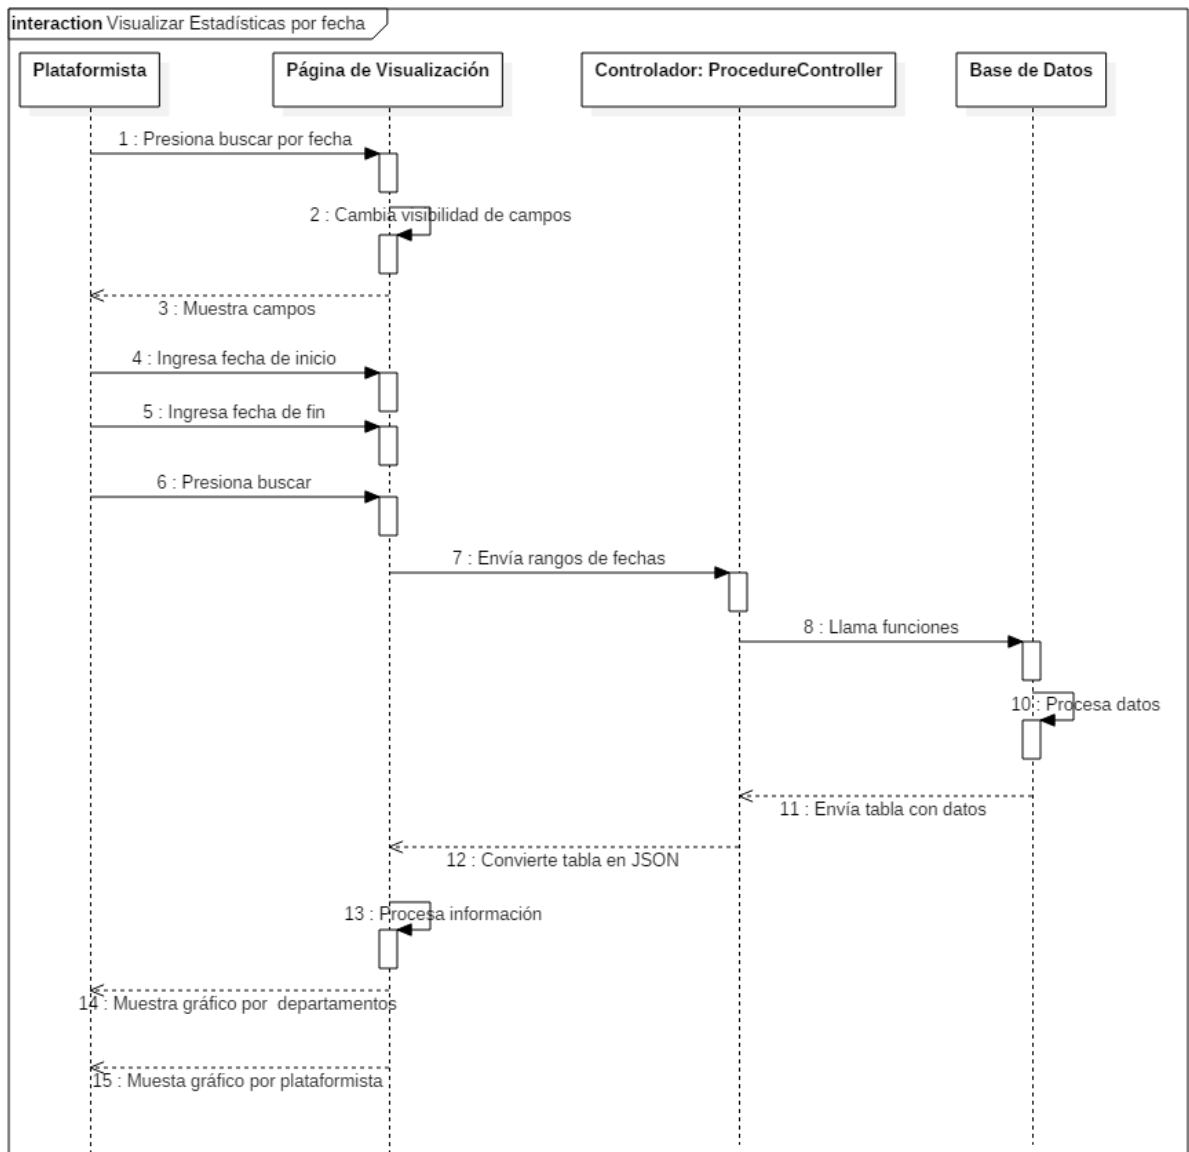 interaction Visualizar Estadísticas por fecha
Plataformista
Página de Visualización
Controlador: ProcedureController
Base de Datos
1 : Presiona buscar por fecha
2 : Cambia visibilidad de campos
3 : Muestra campos
4 : Ingresa fecha de inicio
5 : Ingresa fecha de fin
6 : Presiona buscar
7 : Envía rangos de fechas
8 : Llama funciones
10 : Procesa datos
11 : Envía tabla con datos
12 : Convierte tabla en JSON
13 : Procesa información
14 : Muestra gráfico por  departamentos
15 : Muesta gráfico por plataformista